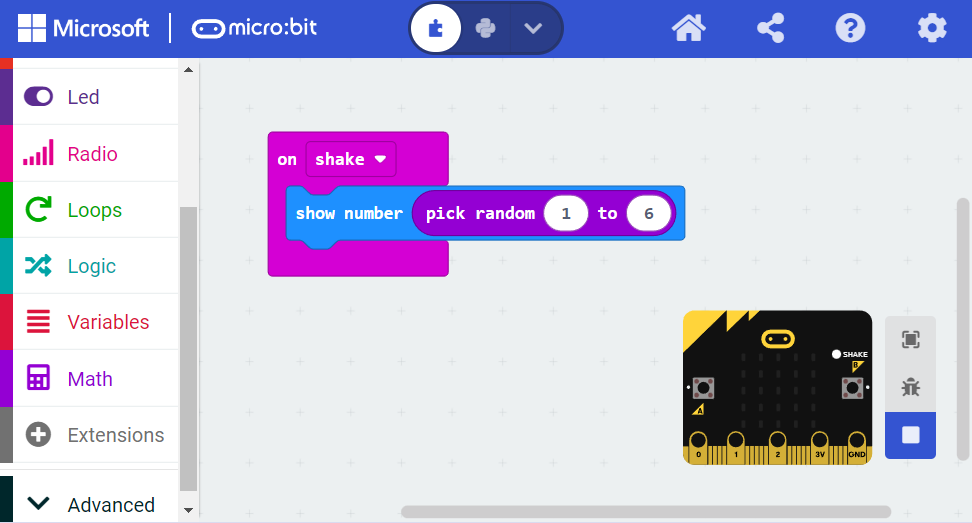 Microsoft micro:bit
Led
Radio
Loops
Logic
Variables
Math
Extensions
Advanced
on shake
show number pick random 1 to 6
SHAKE
B
A
0 1 2 3V GND